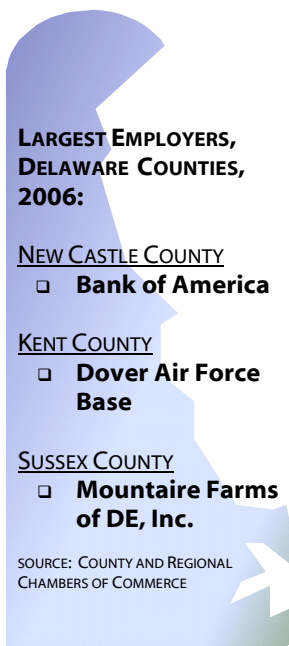 LARGEST EMPLOYERS,
DELAWARE COUNTIES,
2006:
NEW CASTLE COUNTY
❑ Bank of America
KENT COUNTY
❑ Dover Air Force
Base
SUSSEX COUNTY
❑ Mountaire Farms
of DE, Inc.
SOURCE: COUNTY AND REGIONAL
CHAMBERS OF COMMERCE